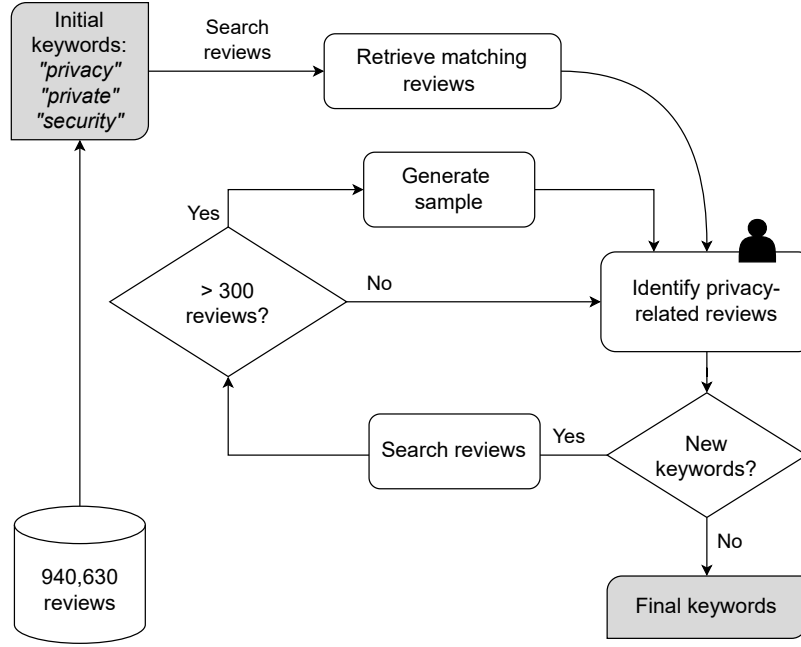 Initial
keywords:
"privacy"
"private"
"security"
Search
reviews
Retrieve matching
reviews
Generate
sample
Yes
> 300
reviews?
No
Identify privacy-
related reviews
Search reviews
Yes
New
keywords?
No
940,630
reviews
Final keywords